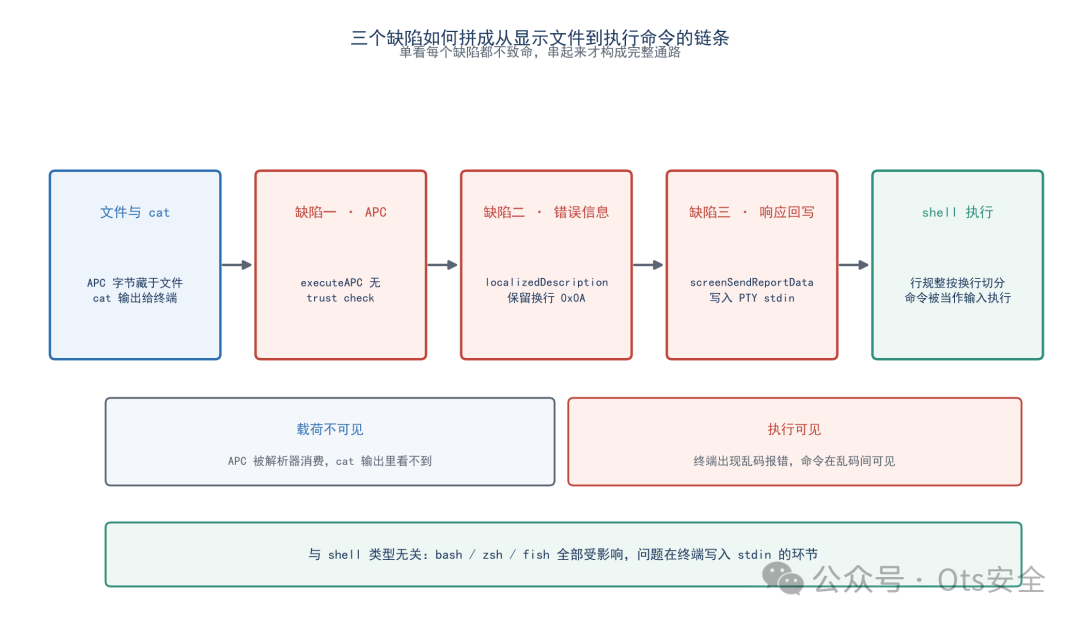 三个缺陷如何拼成从显示文件到执行命令的链条
单看每个缺陷都不致命，串起来才构成完整通路
文件与 cat
APC 字节藏于文件
cat 输出给终端
缺陷一 · APC
executeAPC 无
trust check
缺陷二 · 错误信息
localizedDescription
保留换行 0x0A
缺陷三 · 响应回写
screenSendReportData
写入 PTY stdin
shell 执行
行规整按换行切分
命令被当作输入执行
载荷不可见
APC 被解析器消费，cat 输出里看不到
执行可见
终端出现乱码报错，命令在乱码间可见
与 shell 类型无关：bash / zsh / fish 全部受影响，问题在终端写入 stdin 的环节
公众号 · Ots安全